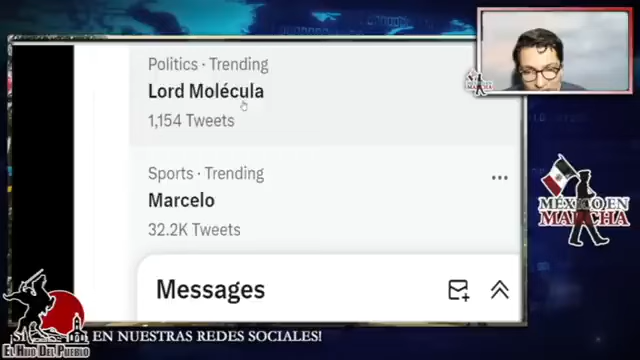 Politics · Trending
Lord Molécula
1,154 Tweets
Sports · Trending
Marcelo
32.2K Tweets
Messages
MÉXICO EN
MARCHA
EN NUESTRAS REDES SOCIALES!
EL HIJO DEL PUEBLO